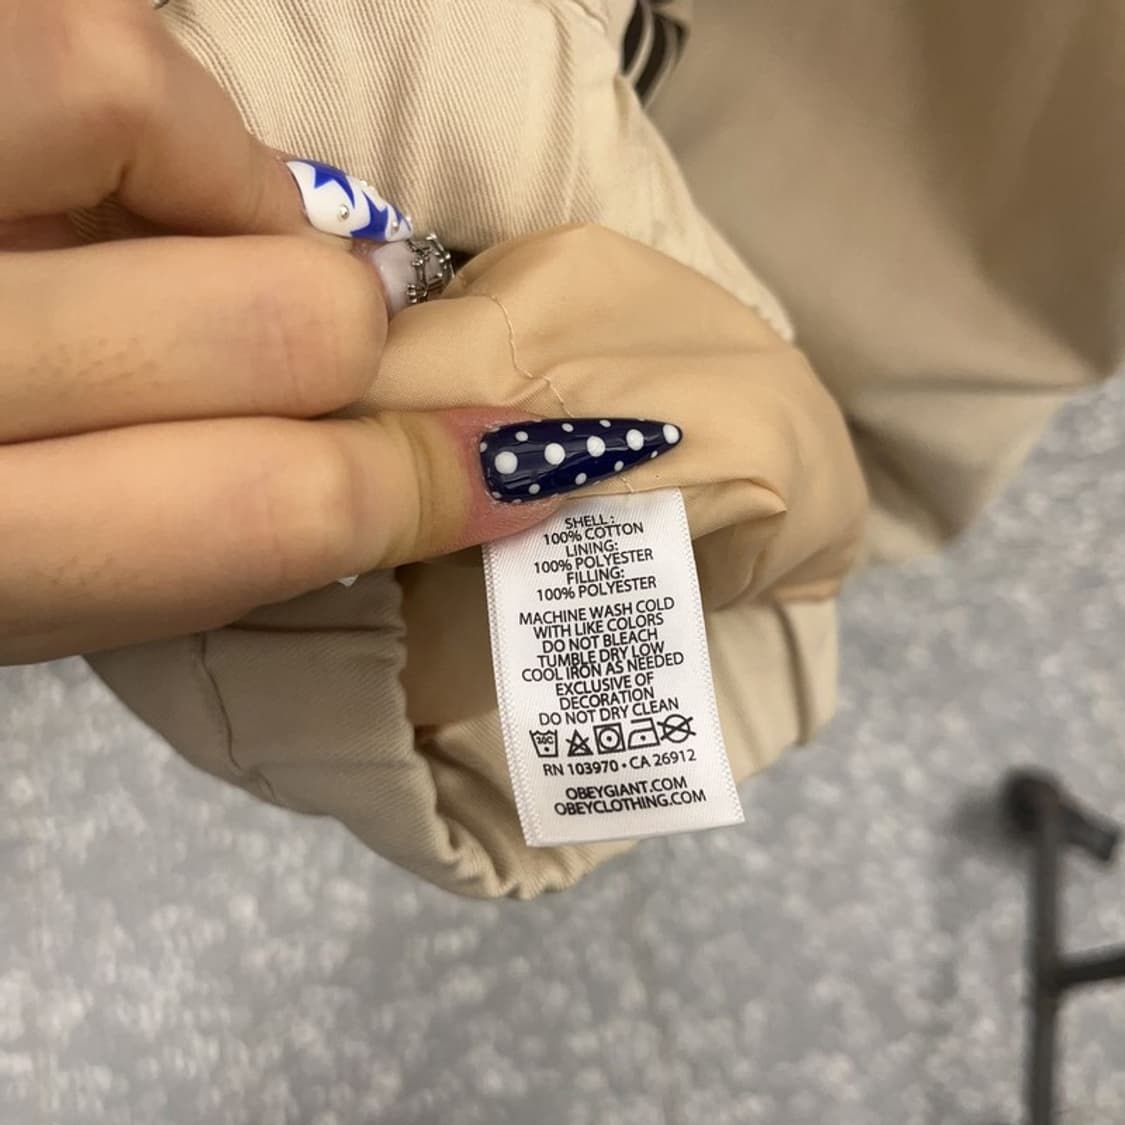 SHELL:
100% COTTON
LINING:
100% POLYESTER
FILLING:
100% POLYESTER
MACHINE WASH COLD
WITH LIKE COLORS
DO NOT BLEACH
TUMBLE DRY LOW
COOL IRON AS NEEDED
EXCLUSIVE OF
DECORATION
DO NOT DRY CLEAN
30C
RN 103970 • CA 26912
OBEYGIANT.COM
OBEYCLOTHING.COM